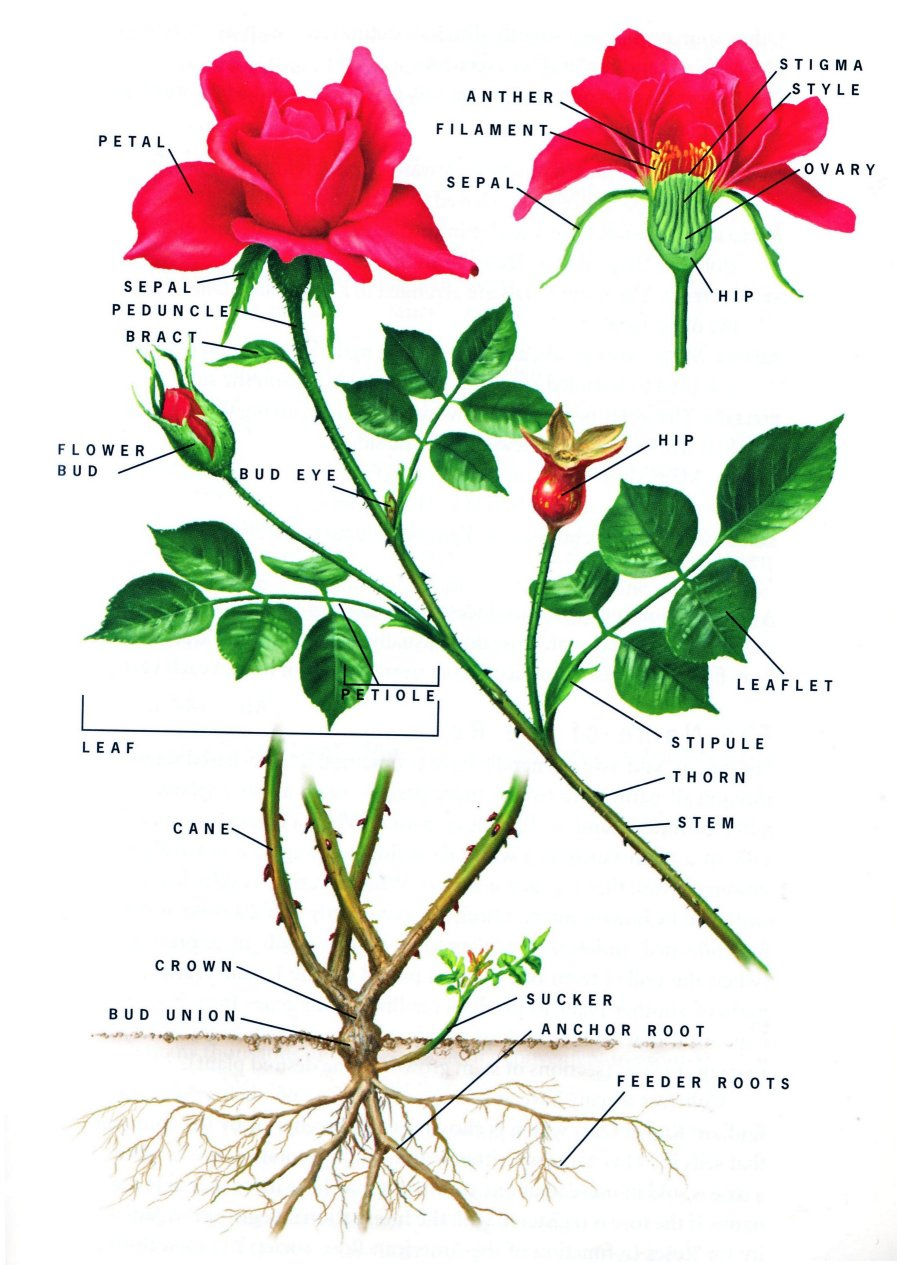 STIGMA
STYLE
ANTHER
FILAMENT
PETAL
OVARY
SEPAL
SEPAL
HIP
PEDUNCLE
BRACT
HIP
FLOWER
BUD
BUD EYE
LEAFLET
PETIOLE
STIPULE
LEAF
THORN
STEM
CANE
CROWN
SUCKER
BUD UNION
ANCHOR ROOT
FEEDER ROOTS